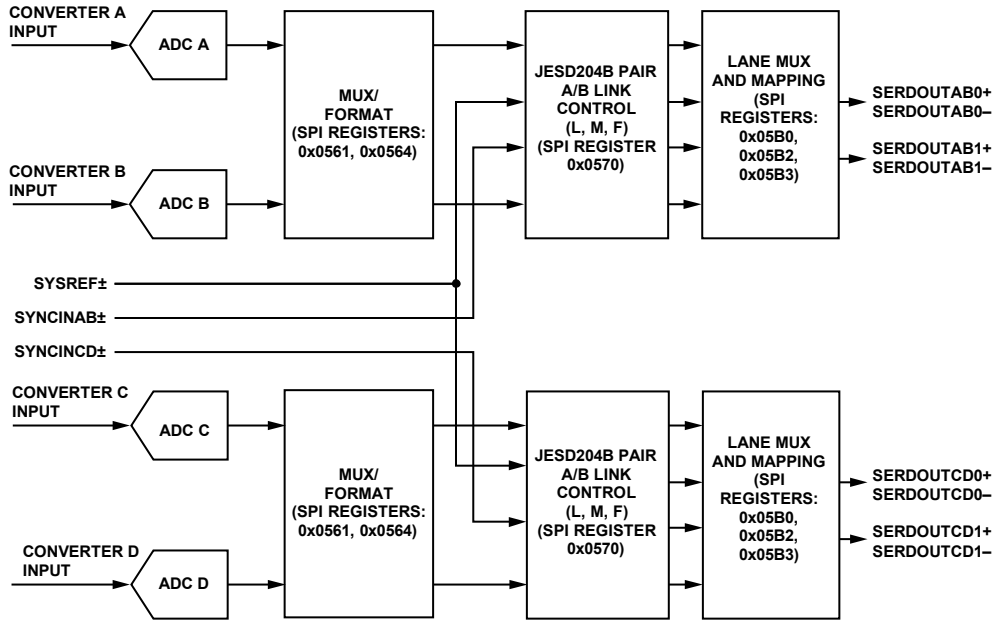 CONVERTER A
INPUT
ADC A
MUX/
FORMAT
(SPI REGISTERS:
0x0561, 0x0564)
JESD204B PAIR
A/B LINK
CONTROL
(L, M, F)
(SPI REGISTER
0x0570)
LANE MUX
AND MAPPING
(SPI
REGISTERS:
0x05B0,
0x05B2,
0x05B3)
SERDOUTAB0+
SERDOUTAB0–
SERDOUTAB1+
SERDOUTAB1–
CONVERTER B
INPUT
ADC B
SYSREF±
SYNCINAB±
SYNCINCD±
CONVERTER C
INPUT
ADC C
MUX/
FORMAT
(SPI REGISTERS:
0x0561, 0x0564)
JESD204B PAIR
A/B LINK
CONTROL
(L, M, F)
(SPI REGISTER
0x0570)
LANE MUX
AND MAPPING
(SPI
REGISTERS:
0x05B0,
0x05B2,
0x05B3)
SERDOUTCD0+
SERDOUTCD0–
SERDOUTCD1+
SERDOUTCD1–
CONVERTER D
INPUT
ADC D